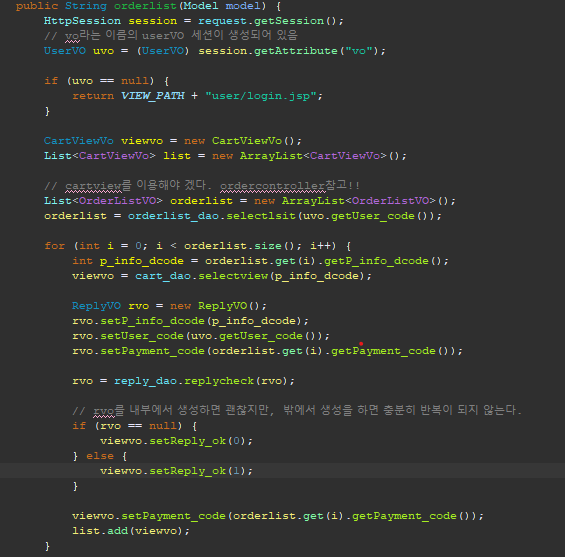 public String orderlist(Model model) {
HttpSession session = request.getSession();
// vo라는 이름의 userVO 세션이 생성되어 있음
UserVO uvo = (UserVO) session.getAttribute("vo");
if (uvo == null) {
return VIEW_PATH + "user/login.jsp";
}
CartViewVo viewvo = new CartViewVo();
List<CartViewVo> list = new ArrayList<CartViewVo>();
// cartview를 이용해야 겠다. ordercontroller참고!!
List<OrderListVO> orderlist = new ArrayList<OrderListVO>();
orderlist = orderlist_dao.selectlsit(uvo.getUser_code());
for (int i = 0; i < orderlist.size(); i++) {
int p_info_dcode = orderlist.get(i).getP_info_dcode();
viewvo = cart_dao.selectview(p_info_dcode);
ReplyVO rvo = new ReplyVO();
rvo.setP_info_dcode(p_info_dcode);
rvo.setUser_code(uvo.getUser_code());
rvo.setPayment_code(orderlist.get(i).getPayment_code());
rvo = reply_dao.replycheck(rvo);
// rvo를 내부에서 생성하면 괜찮지만, 밖에서 생성을 하면 충분히 반복이 되지 않는다.
if (rvo == null) {
viewvo.setReply_ok(0);
} else {
viewvo.setReply_ok(1);
}
viewvo.setPayment_code(orderlist.get(i).getPayment_code());
list.add(viewvo);
}